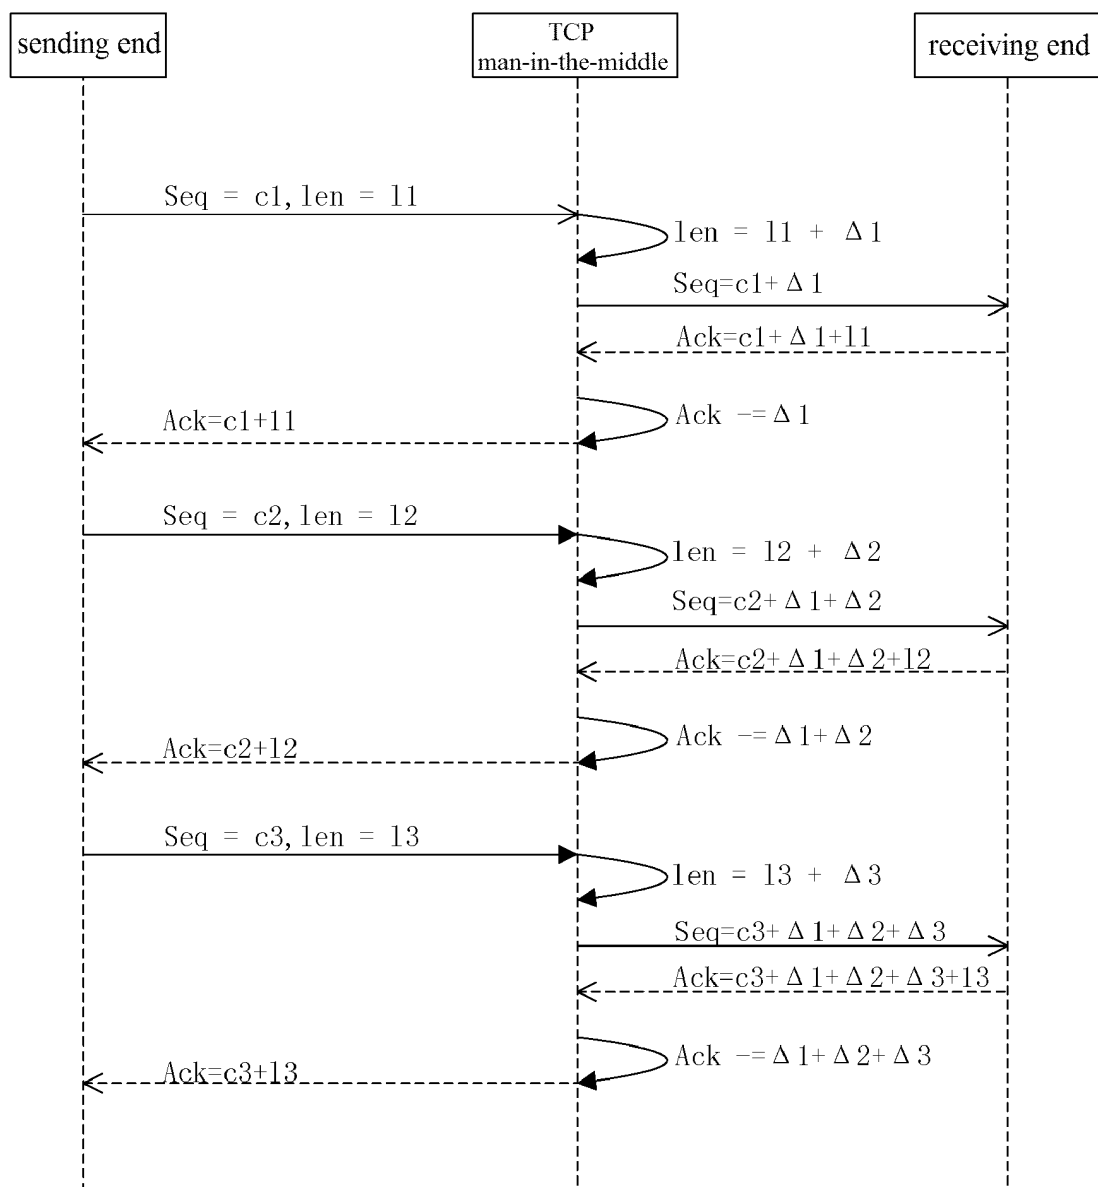 sending end
TCP
man-in-the-middle
receiving end
Seq = c1, len = l1
len = l1 + Δ1
Seq=c1+Δ1
Ack=c1+Δ1+l1
Ack -=Δ1
Ack=c1+l1
Seq = c2, len = l2
len = l2 + Δ2
Seq=c2+Δ1+Δ2
Ack=c2+Δ1+Δ2+l2
Ack -=Δ1+Δ2
Ack=c2+l2
Seq = c3, len = l3
len = l3 + Δ3
Seq=c3+Δ1+Δ2+Δ3
Ack=c3+Δ1+Δ2+Δ3+l3
Ack -=Δ1+Δ2+Δ3
Ack=c3+l3